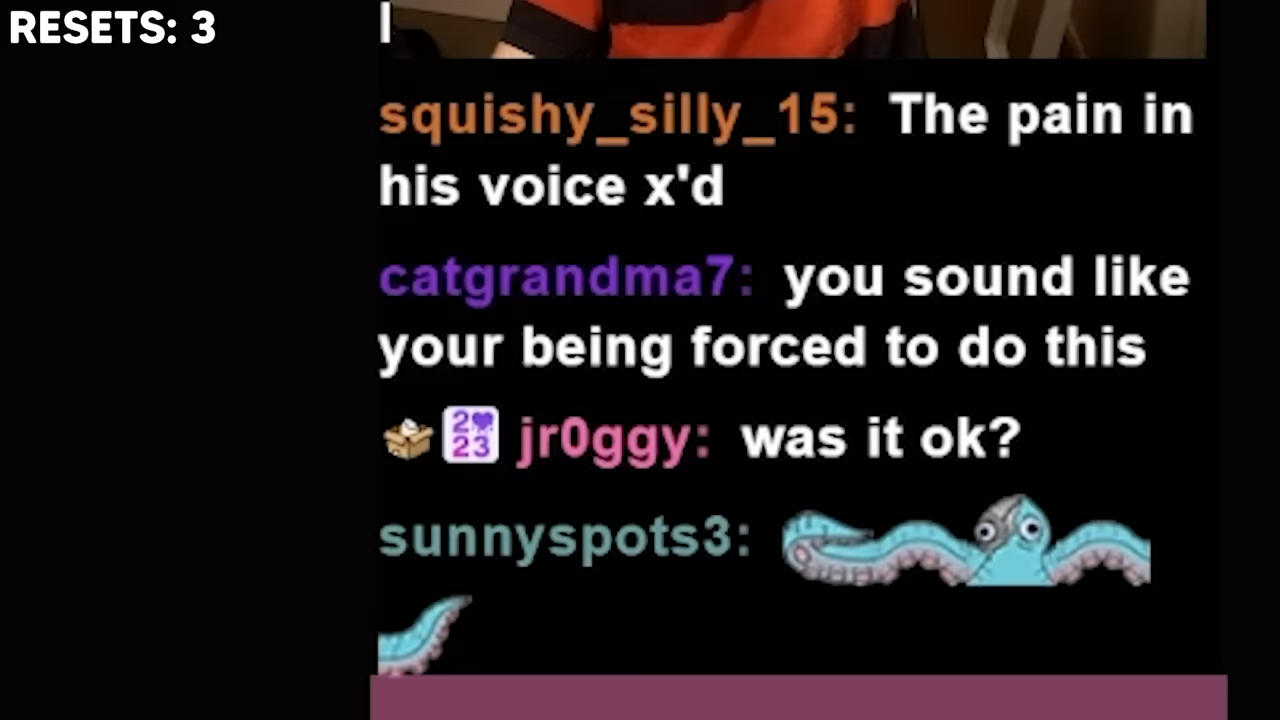 RESETS: 3
squishy_silly_15: The pain in
his voice x'd
catgrandma7: you sound like
your being forced to do this
2
23 jr0ggy: was it ok?
sunnyspots3: